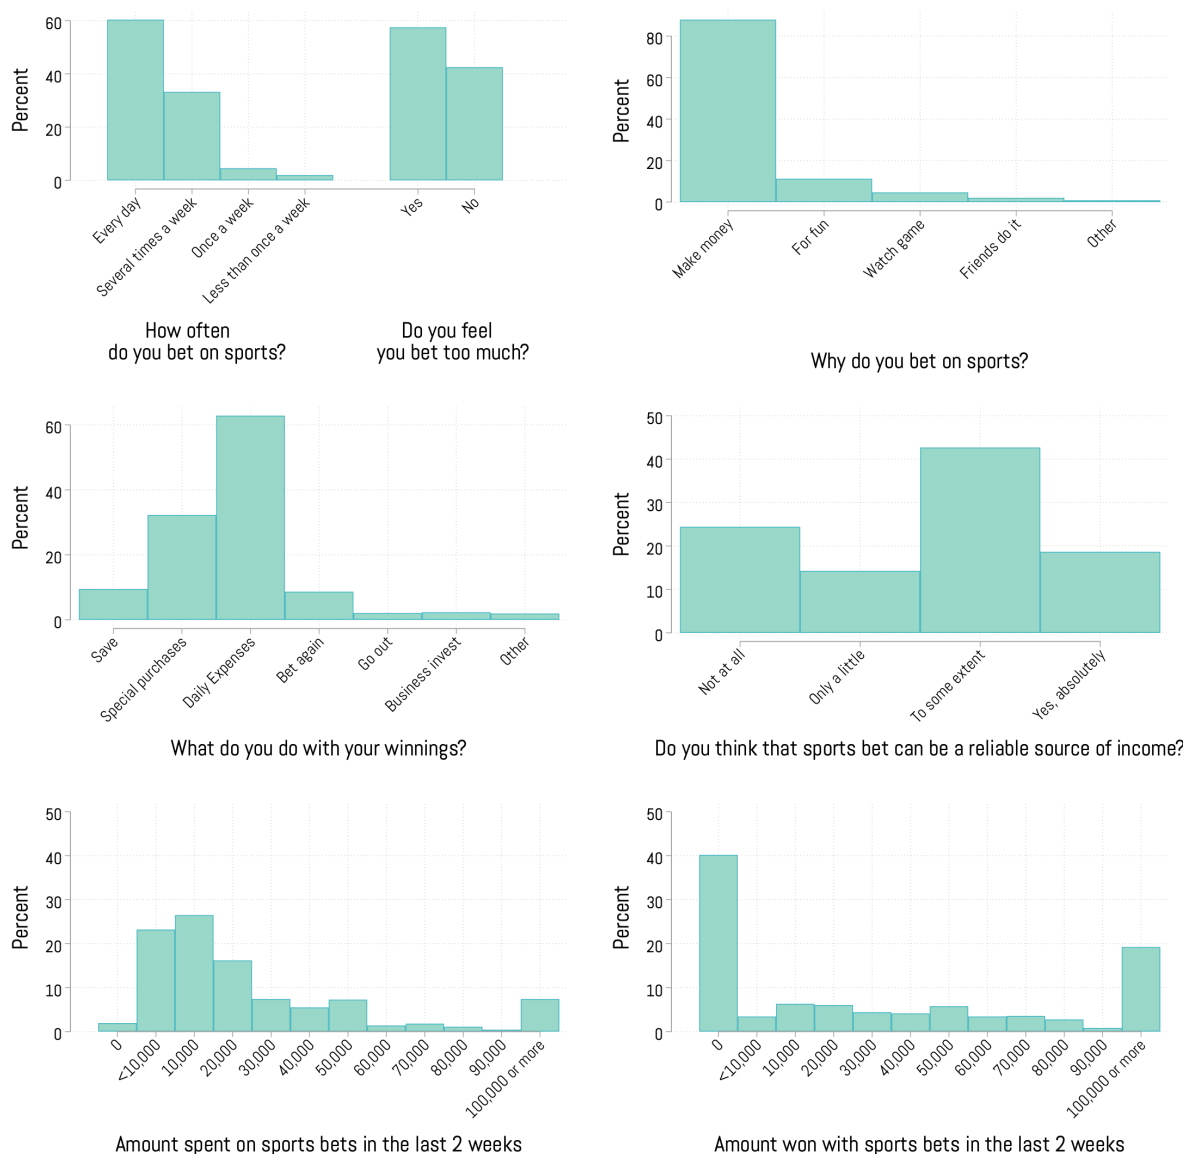 Percent
60
40
20
0
Every day
Several times a week
Once a week
Less than once a week
Yes
No
How often
do you bet on sports?
Do you feel
you bet too much?
Percent
80
60
40
20
0
Make money
For fun
Watch game
Friends do it
Other
Why do you bet on sports?
Percent
60
40
20
0
Save
Special purchases
Daily Expenses
Bet again
Go out
Business invest
Other
What do you do with your winnings?
Percent
50
40
30
20
10
0
Not at all
Only a little
To some extent
Yes, absolutely
Do you think that sports bet can be a reliable source of income?
Percent
50
40
30
20
10
0
0
<10,000
10,000
20,000
30,000
40,000
50,000
60,000
70,000
80,000
90,000
100,000 or more
Amount spent on sports bets in the last 2 weeks
Percent
50
40
30
20
10
0
0
<10,000
10,000
20,000
30,000
40,000
50,000
60,000
70,000
80,000
90,000
100,000 or more
Amount won with sports bets in the last 2 weeks